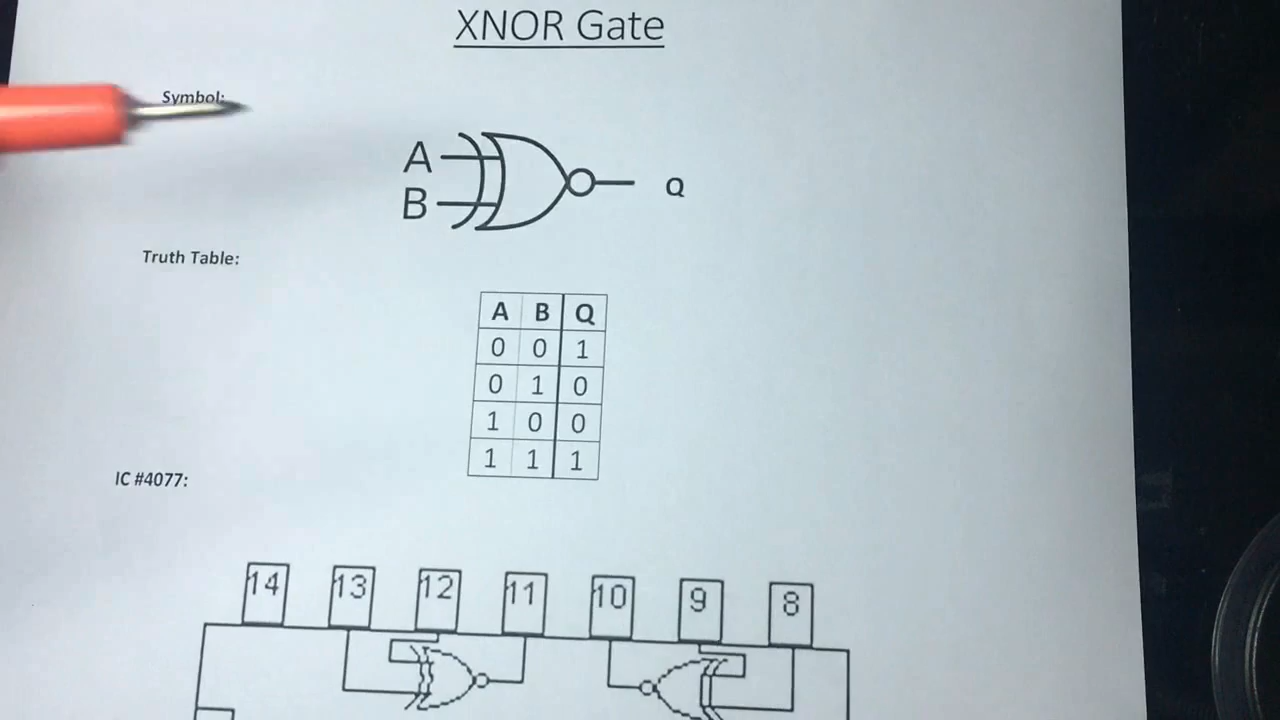 XNOR Gate
Symbol:
A
B
Q
Truth Table:
A B Q
0 0 1
0 1 0
1 0 0
1 1 1
IC #4077:
14 13 12 11 10 9 8